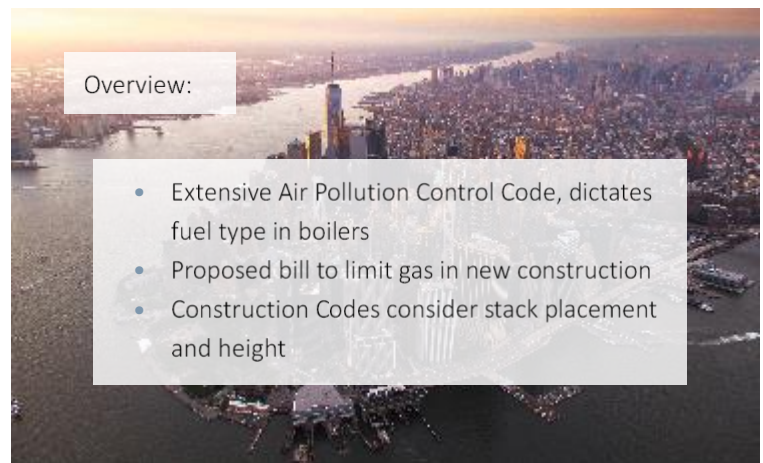 Overview:
• Extensive Air Pollution Control Code, dictates
fuel type in boilers
• Proposed bill to limit gas in new construction
• Construction Codes consider stack placement
and height